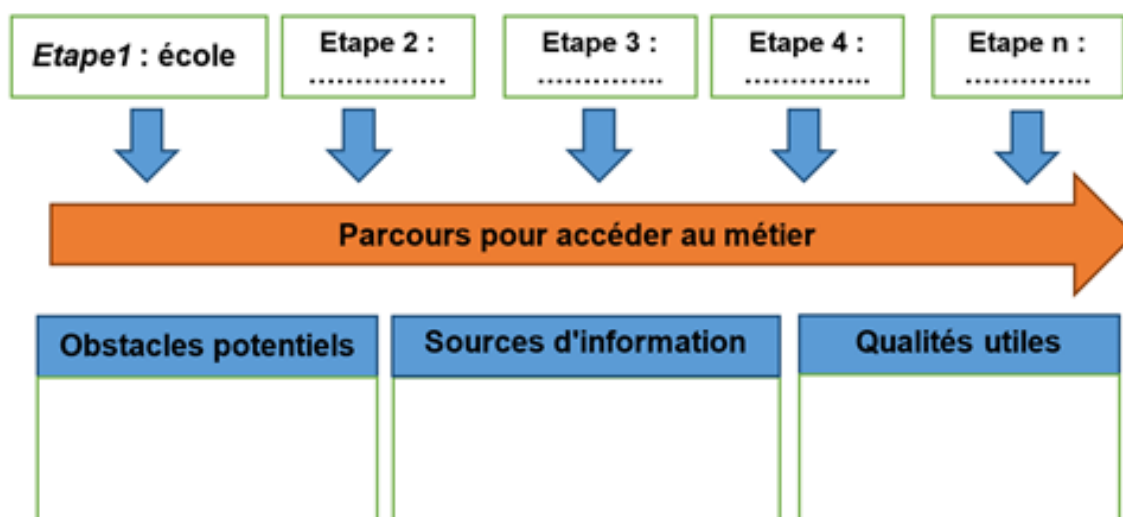 Etape1 : école
Etape 2 :
...............
Etape 3 :
..............
Etape 4 :
..............
Etape n :
..............
Parcours pour accéder au métier
Obstacles potentiels
Sources d'information
Qualités utiles